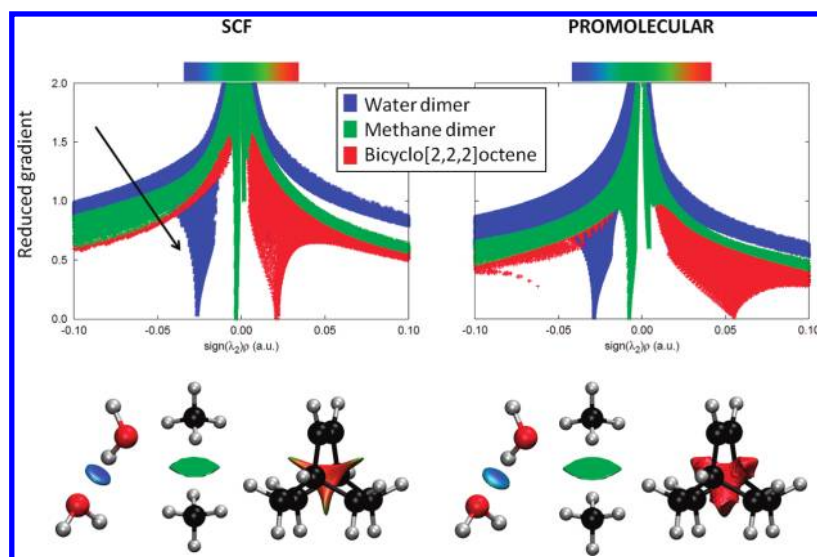 SCF
PROMOLECULAR
Water dimer
Methane dimer
Bicyclo[2,2,2]octene
Reduced gradient
2.0
1.5
1.0
0.5
0.0
-0.10 -0.05 0.00 0.05 0.10
sign(λ₂)ρ (a.u.)
-0.10 -0.05 0.00 0.05 0.10
sign(λ₂)ρ (a.u.)